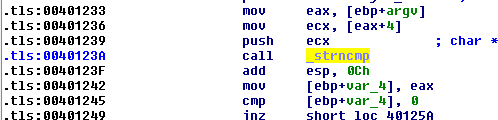 .tls:00401233 mov eax, [ebp+argv]
.tls:00401236 mov ecx, [eax+4]
.tls:00401239 push ecx ; char *
.tls:0040123A call _strncmp
.tls:0040123F add esp, 0Ch
.tls:00401242 mov [ebp+var_4], eax
.tls:00401245 cmp [ebp+var_4], 0
.tls:00401249 jnz short loc_40125A